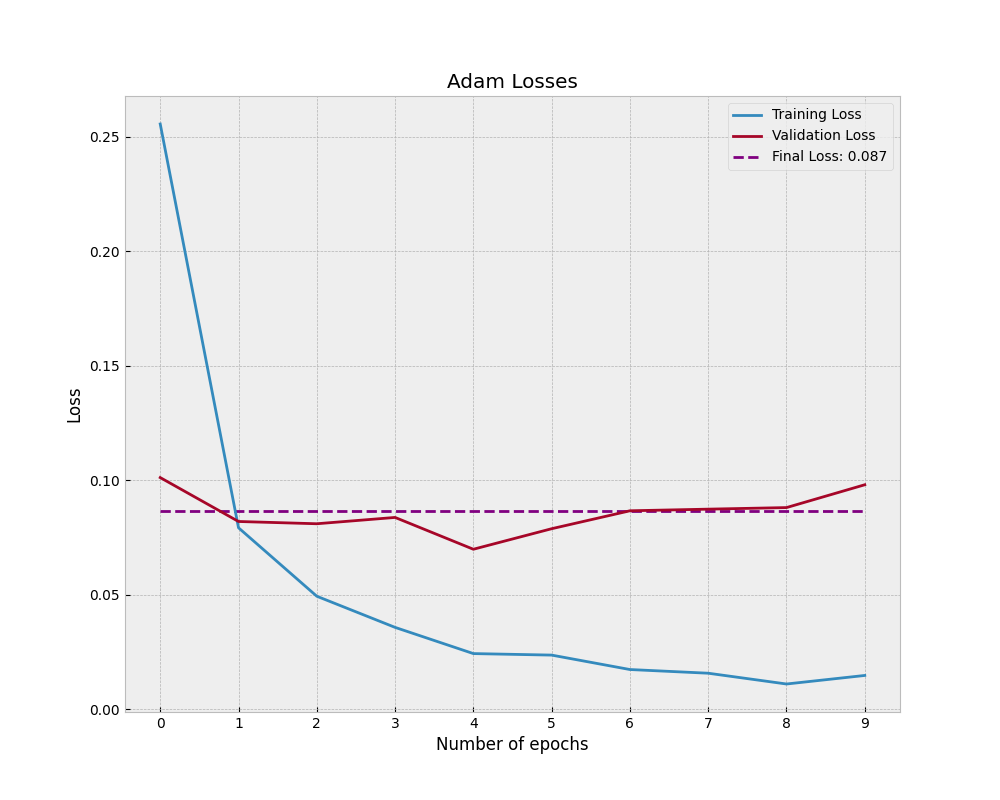 Adam Losses
Training Loss
Validation Loss
Final Loss: 0.087
0.25
0.20
0.15
0.10
0.05
0.00
Loss
0 1 2 3 4 5 6 7 8 9
Number of epochs